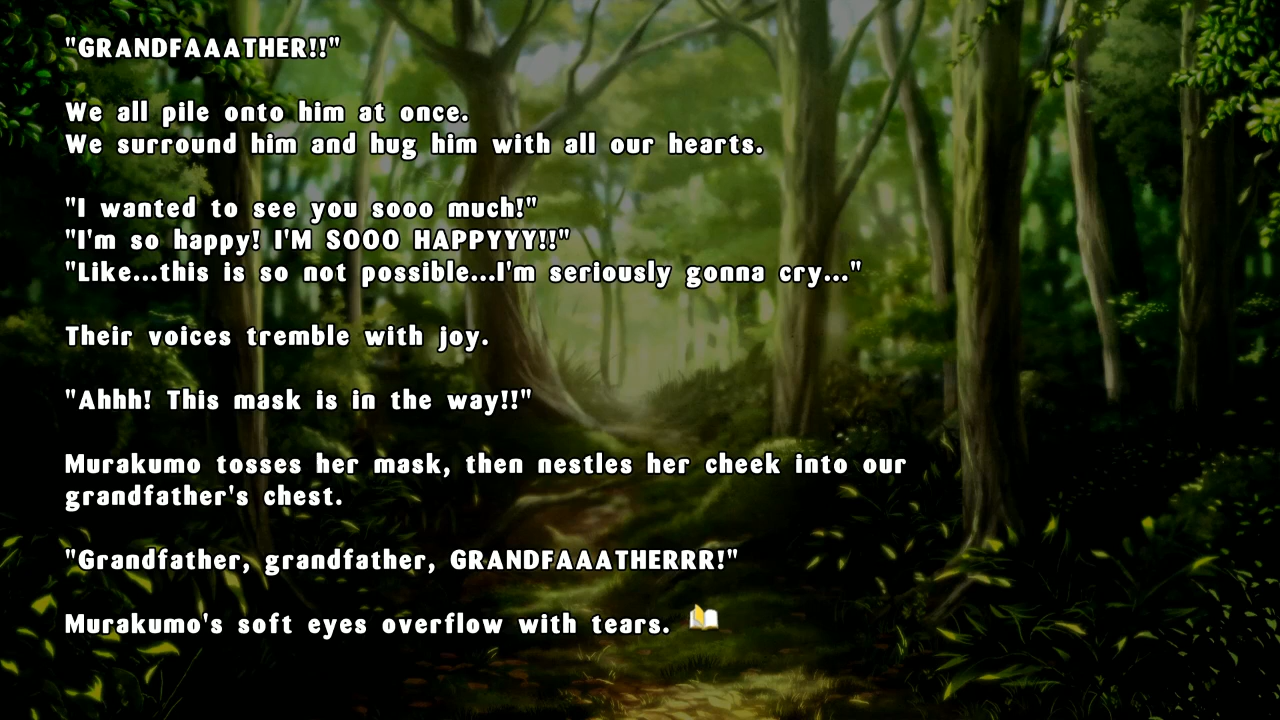 "GRANDFAAATHER!!"
We all pile onto him at once.
We surround him and hug him with all our hearts.
"I wanted to see you sooo much!"
"I'm so happy! I'M SOOO HAPPYYY!!"
"Like...this is so not possible...I'm seriously gonna cry..."
Their voices tremble with joy.
"Ahhh! This mask is in the way!!"
Murakumo tosses her mask, then nestles her cheek into our
grandfather's chest.
"Grandfather, grandfather, GRANDFAAATHERRR!"
Murakumo's soft eyes overflow with tears.